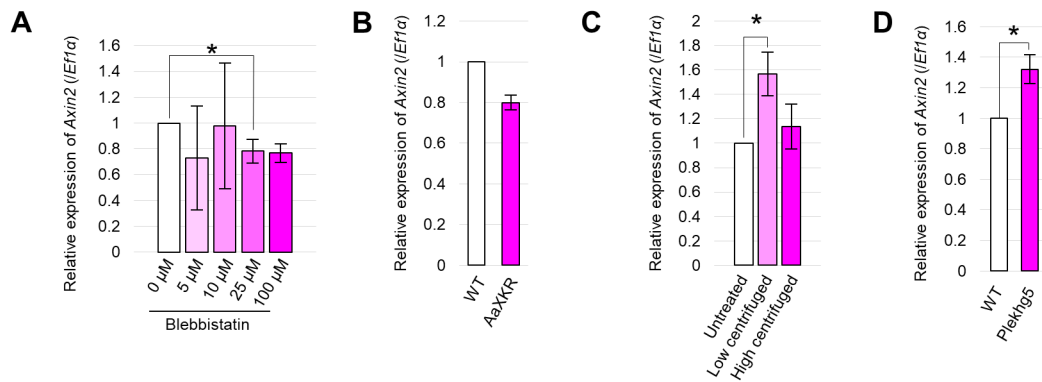 A
Relative expression of Axin2 (/Ef1α)
1.6
1.4
1.2
1
0.8
0.6
0.4
0.2
0
*
0 µM
5 µM
10 µM
25 µM
100 µM
Blebbistatin
B
Relative expression of Axin2 (/Ef1α)
1.2
1
0.8
0.6
0.4
0.2
0
WT
AaXKR
C
Relative expression of Axin2 (/Ef1α)
2
1.8
1.6
1.4
1.2
1
0.8
0.6
0.4
0.2
0
*
Untreated
Low centrifuged
High centrifuged
D
Relative expression of Axin2 (/Ef1α)
1.6
1.4
1.2
1
0.8
0.6
0.4
0.2
0
*
WT
Plekhg5